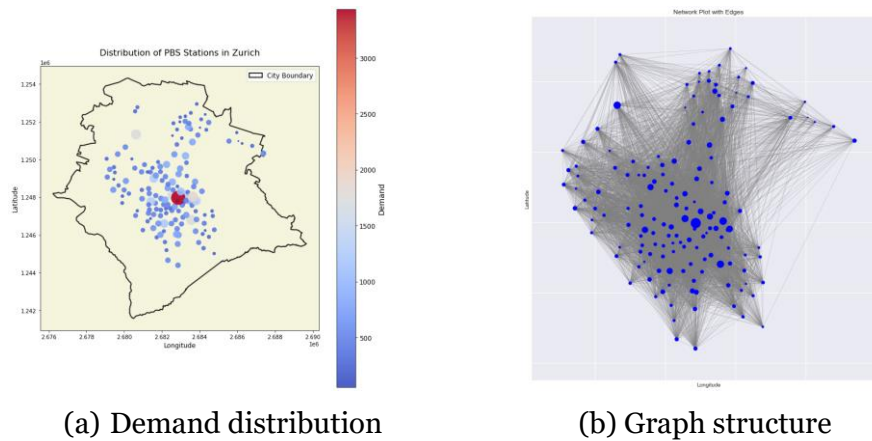 Distribution of PBS Stations in Zurich
1e6
City Boundary
1.254
1.252
1.250
1.248
1.246
1.244
1.242
Latitude
2.676 2.678 2.680 2.682 2.684 2.686 2.688 2.690
1e6
Longitude
3000
2500
2000
1500
1000
500
Demand
Network Plot with Edges
Latitude
Longitude
(a) Demand distribution
(b) Graph structure